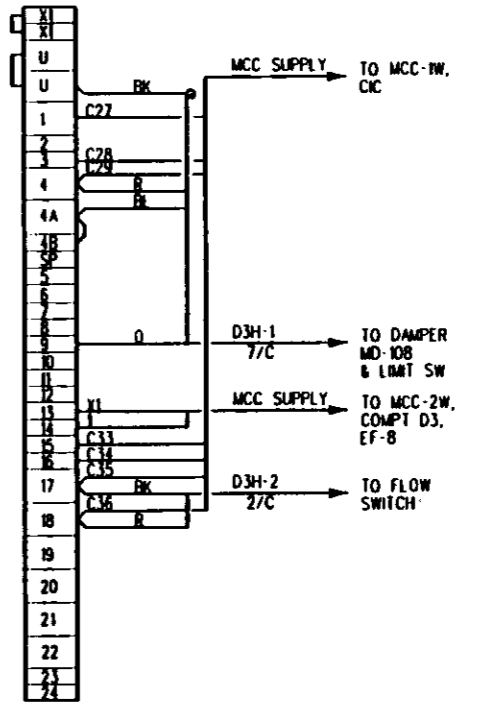 X1
X1
U
U
BK
MCC SUPPLY
TO MCC-1W,
CIC
1
C27
2
3
C28
C29
4
R
BL
4A
4B
SP
5
6
7
8
9
O
D3H-1
7/C
TO DAMPER
MD-108
& LIMIT SW
10
11
12
13
X1
MCC SUPPLY
TO MCC-2W,
COMPT D3,
EF-8
14
1
15
C33
16
C34
C35
17
BK
D3H-2
2/C
TO FLOW
SWITCH
C36
18
R
19
20
21
22
23
24